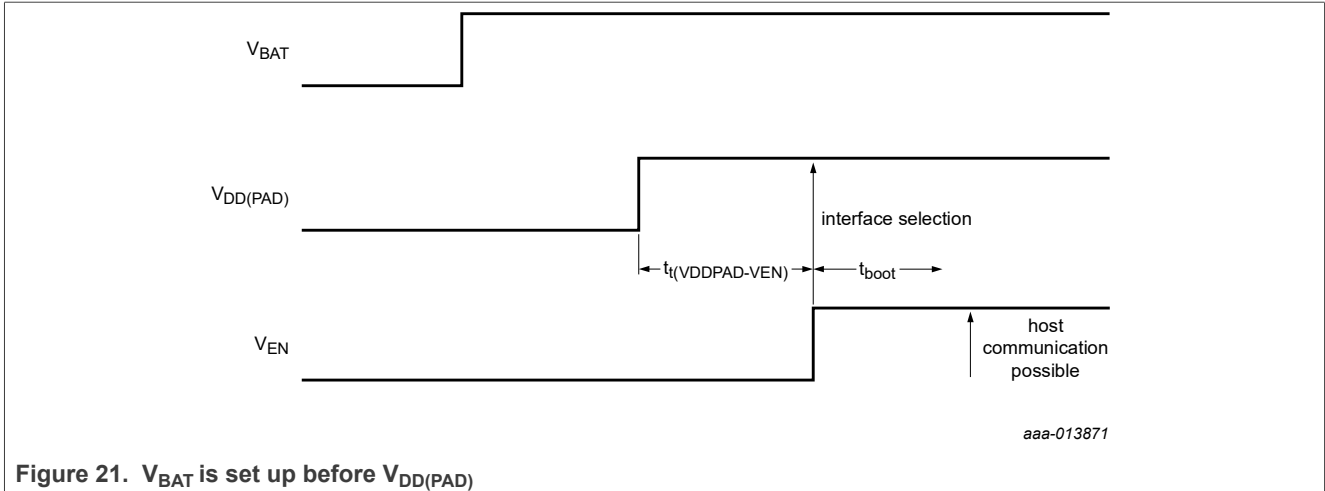 VBAT
VDD(PAD)
interface selection
tt(VDDPAD-VEN)
tboot
VEN
host
communication
possible
aaa-013871
Figure 21. VBAT is set up before VDD(PAD)